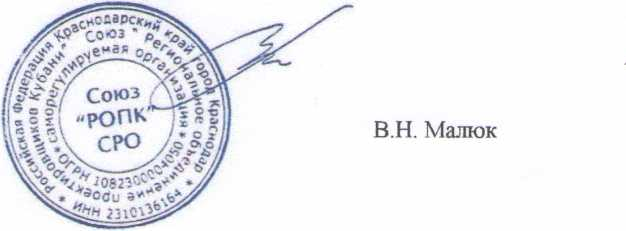 Российская Федерация Краснодарский край город Краснодар
Союз "Региональное объединение проектировщиков Кубани"
саморегулируемая организация
ОГРН 1082300004050
ИНН 2310136164
Союз
"РОПК"
СРО
В.Н. Малюк